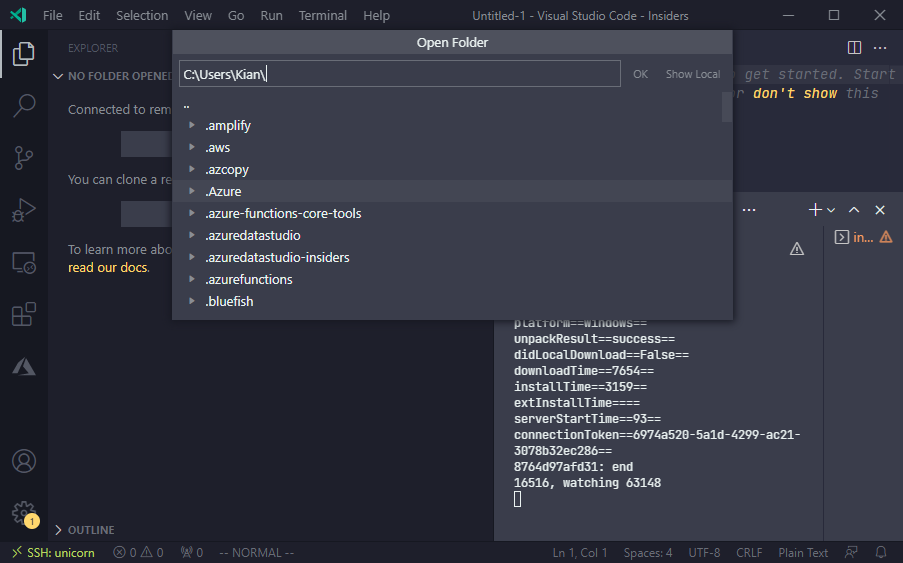 File Edit Selection View Go Run Terminal Help Untitled-1 - Visual Studio Code - Insiders
EXPLORER
NO FOLDER OPENED
Connected to rem
You can clone a re
To learn more abo
read our docs.
Open Folder
C:\Users\Kian\
OK Show Local
..
.amplify
.aws
.azcopy
.Azure
.azure-functions-core-tools
.azuredatastudio
.azuredatastudio-insiders
.azurefunctions
.bluefish
get started. Start
don't show this
in...
platform==windows==
unpackResult==success==
didLocalDownload==False==
downloadTime==7654==
installTime==3159==
extInstallTime====
serverStartTime==93==
connectionToken==6974a520-5a1d-4299-ac21-
3078b32ec286==
8764d97afd31: end
16516, watching 63148
1
OUTLINE
SSH: unicorn 0 0 0 -- NORMAL -- Ln 1, Col 1 Spaces: 4 UTF-8 CRLF Plain Text